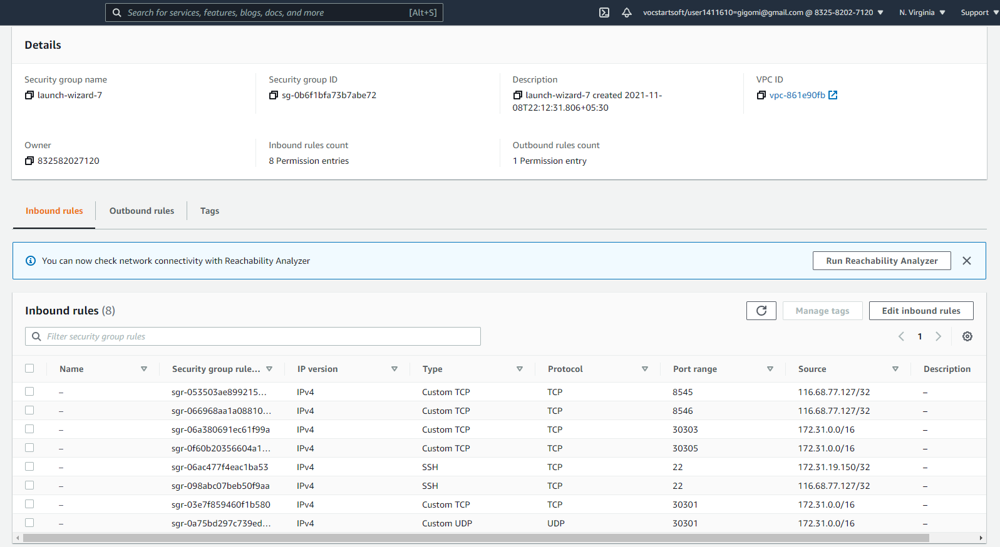 Search for services, features, blogs, docs, and more [Alt+S] vocstartsoft/user1411610=gigomi@gmail.com @ 8325-8202-7120 N. Virginia Support
Details
Security group name Security group ID Description VPC ID
launch-wizard-7 sg-0b6f1bfa73b7abe72 launch-wizard-7 created 2021-11- vpc-861e90fb
08T22:12:31.806+05:30
Owner Inbound rules count Outbound rules count
832582027120 8 Permission entries 1 Permission entry
Inbound rules Outbound rules Tags
You can now check network connectivity with Reachability Analyzer Run Reachability Analyzer
Inbound rules (8) Manage tags Edit inbound rules
Filter security group rules 1
Name Security group rule... IP version Type Protocol Port range Source Description
– sgr-053503ae899215... IPv4 Custom TCP TCP 8545 116.68.77.127/32 –
– sgr-066968aa1a08810... IPv4 Custom TCP TCP 8546 116.68.77.127/32 –
– sgr-06a380691ec61f99a IPv4 Custom TCP TCP 30303 172.31.0.0/16 –
– sgr-0f60b20356604a1... IPv4 Custom TCP TCP 30305 172.31.0.0/16 –
– sgr-06ac477f4eac1ba53 IPv4 SSH TCP 22 172.31.19.150/32 –
– sgr-098abc07beb50f9aa IPv4 SSH TCP 22 116.68.77.127/32 –
– sgr-03e7f859460f1b580 IPv4 Custom TCP TCP 30301 172.31.0.0/16 –
– sgr-0a75bd297c739ed... IPv4 Custom UDP UDP 30301 172.31.0.0/16 –